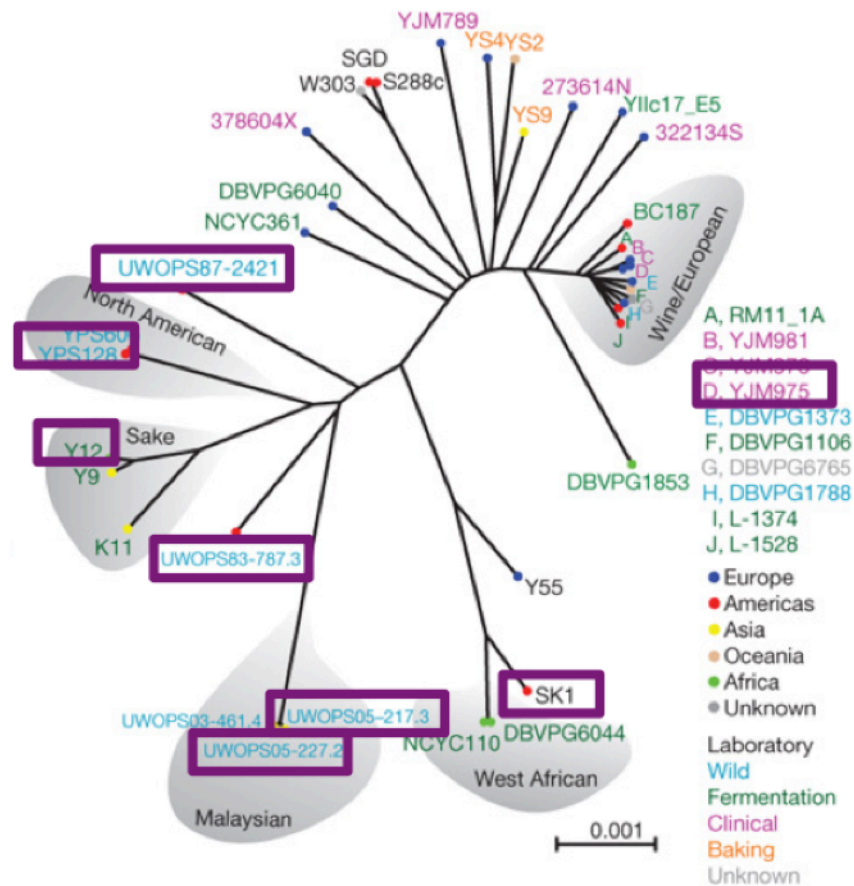 YJM789
YS4
YS2
SGD
W303
S288c
273614N
YIIc17_E5
378604X
YS9
322134S
DBVPG6040
NCYC361
BC187
A
B
C
D
E
F
G
H
I
J
Wine/European
UWOPS87-2421
North American
YPS606
YPS128
A, RM11_1A
B, YJM981
C, YJM978
D, YJM975
E, DBVPG1373
F, DBVPG1106
G, DBVPG6765
H, DBVPG1788
I, L-1374
J, L-1528
Sake
Y12
Y9
K11
DBVPG1853
UWOPS83-787.3
Y55
Europe
Americas
Asia
Oceania
Africa
Unknown
SK1
UWOPS03-461.4
UWOPS05-217.3
UWOPS05-227.2
NCYC110
DBVPG6044
West African
Malaysian
Laboratory
Wild
Fermentation
Clinical
Baking
Unknown
0.001